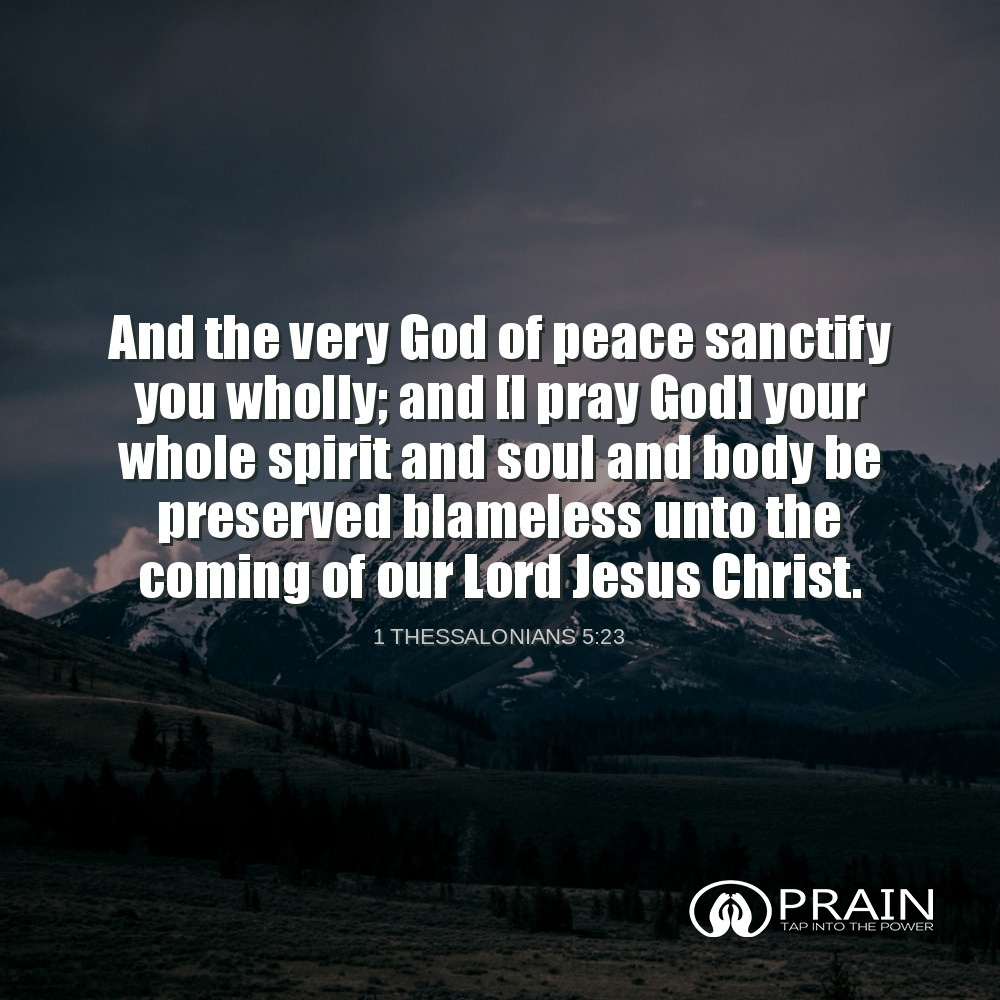 And the very God of peace sanctify
you wholly; and [I pray God] your
whole spirit and soul and body be
preserved blameless unto the
coming of our Lord Jesus Christ.
1 THESSALONIANS 5:23
PRAIN
TAP INTO THE POWER